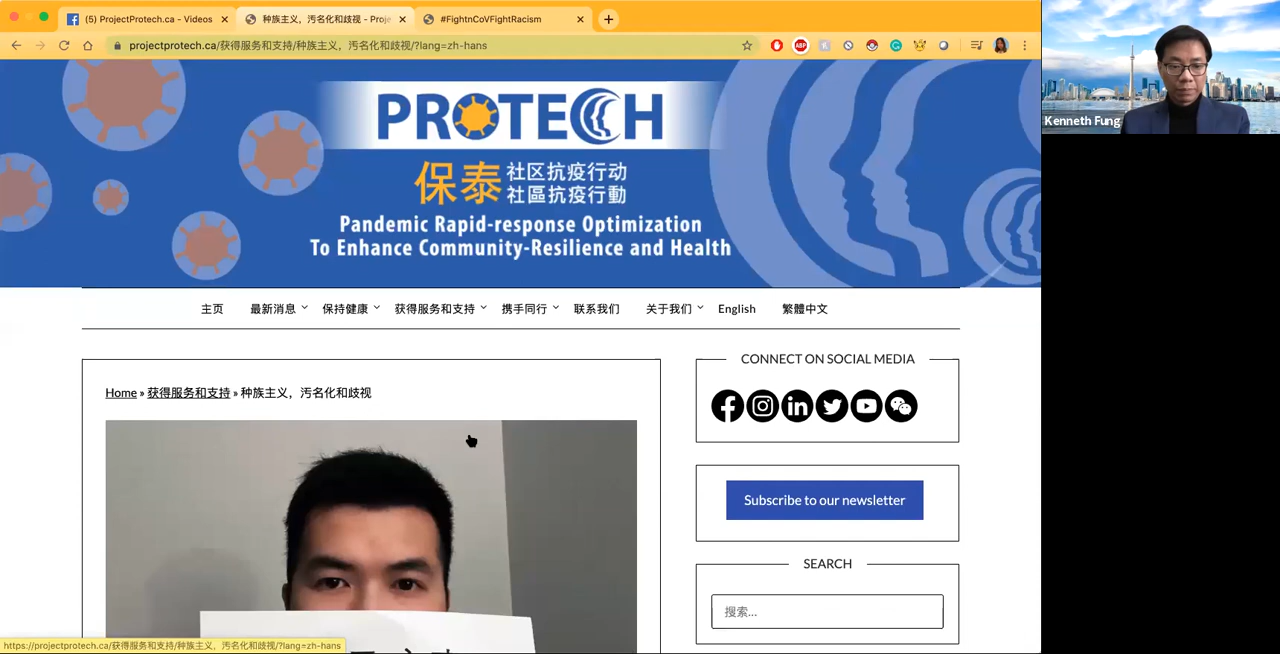 (5) ProjectProtech.ca - Videos
种族主义，汚名化和歧视 - Proje
#FightnCoVFightRacism
projectprotech.ca/获得服务和支持/种族主义，汚名化和歧视/?lang=zh-hans
ABP
Kenneth Fung
PROTECH
保泰
社区抗疫行动
社區抗疫行動
Pandemic Rapid-response Optimization
To Enhance Community-Resilience and Health
主页 最新消息 保持健康 获得服务和支持 携手同行 联系我们 关于我们 English 繁體中文
Home » 获得服务和支持 » 种族主义，汚名化和歧视
CONNECT ON SOCIAL MEDIA
Subscribe to our newsletter
SEARCH
搜索...
https://projectprotech.ca/获得服务和支持/种族主义，汚名化和歧视/?lang=zh-hans